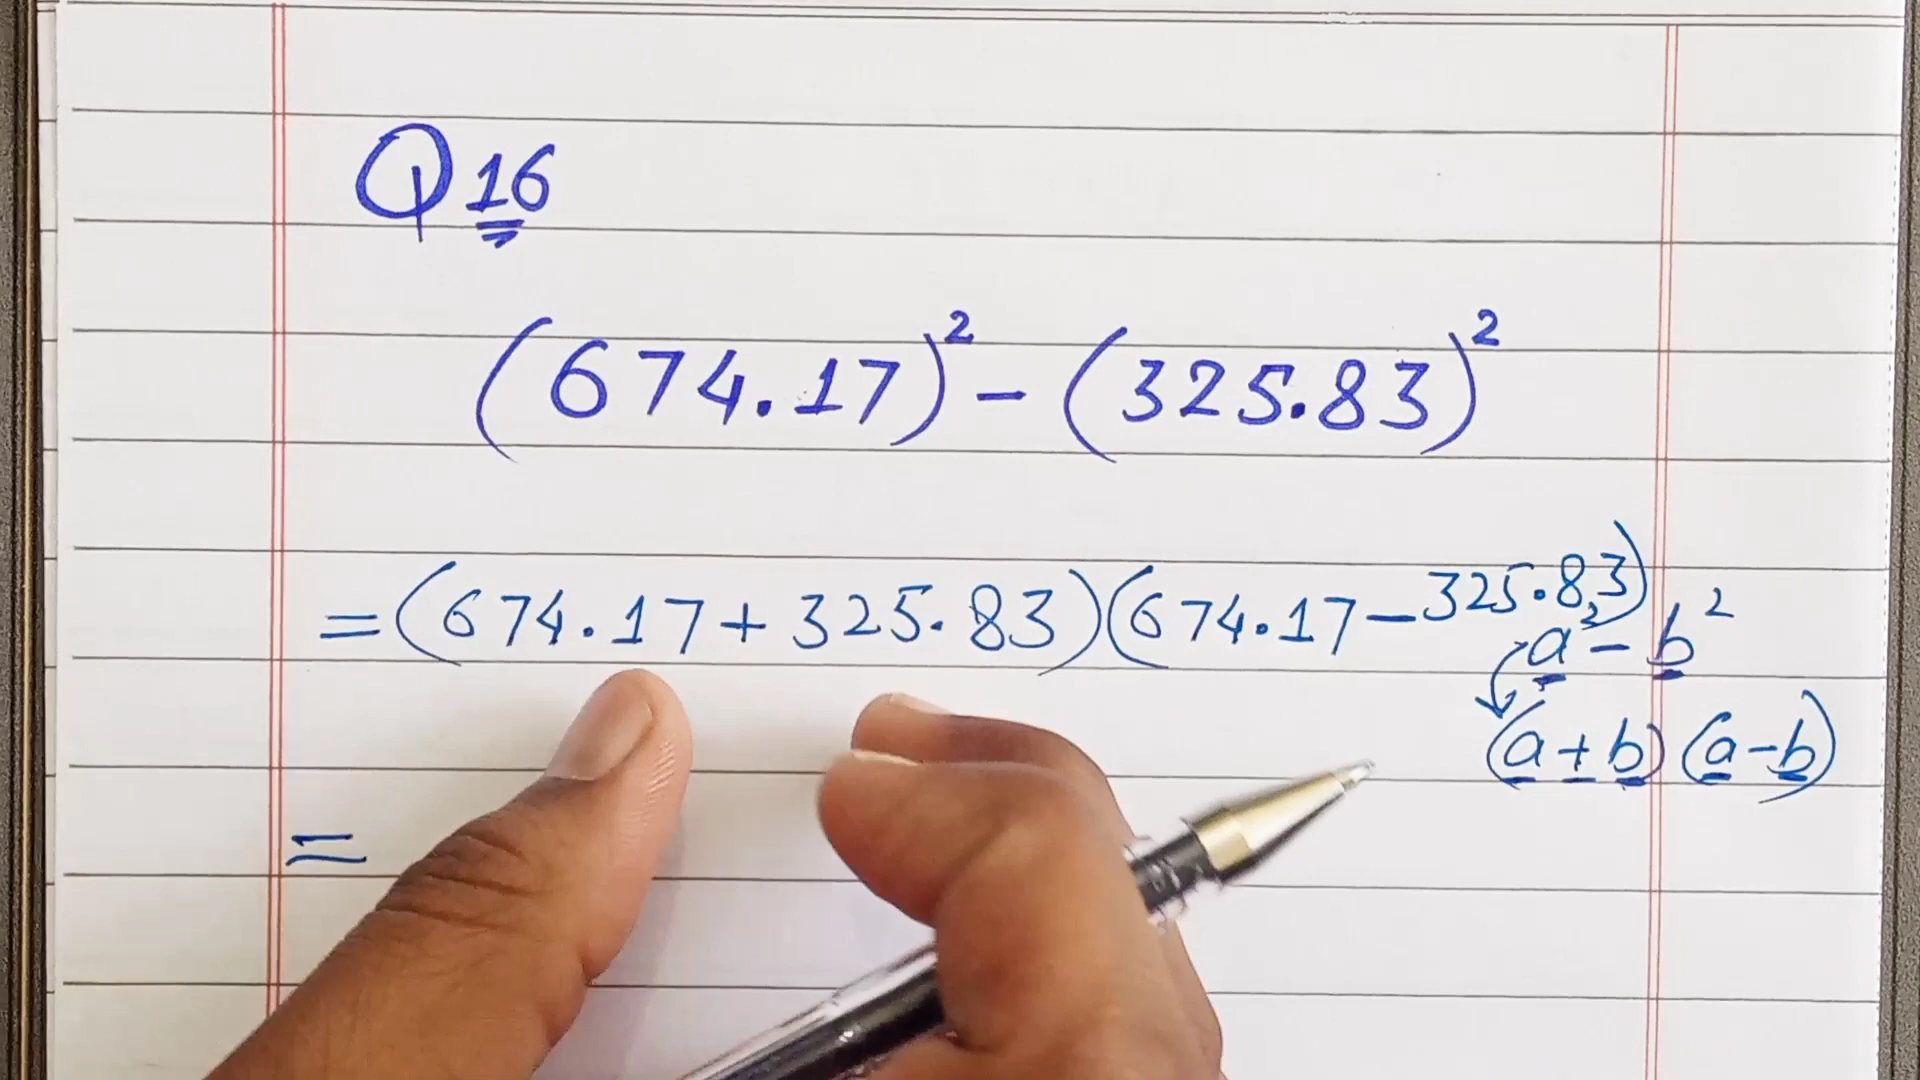 Q16
(674.17)² - (325.83)²
= (674.17 + 325.83)(674.17 - 325.83)
a² - b²
(a + b) (a - b)
=